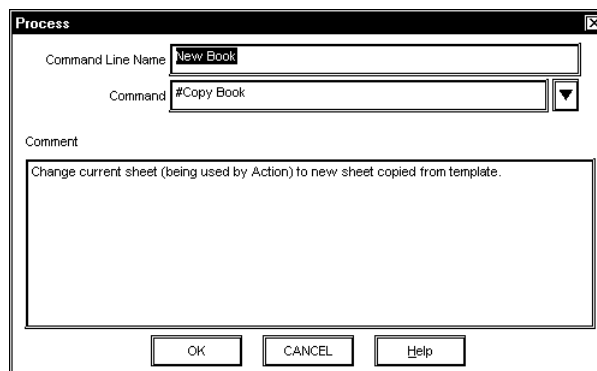 Process
Command Line Name New Book
Command #Copy Book
Comment
Change current sheet (being used by Action) to new sheet copied from template.
OK CANCEL Help